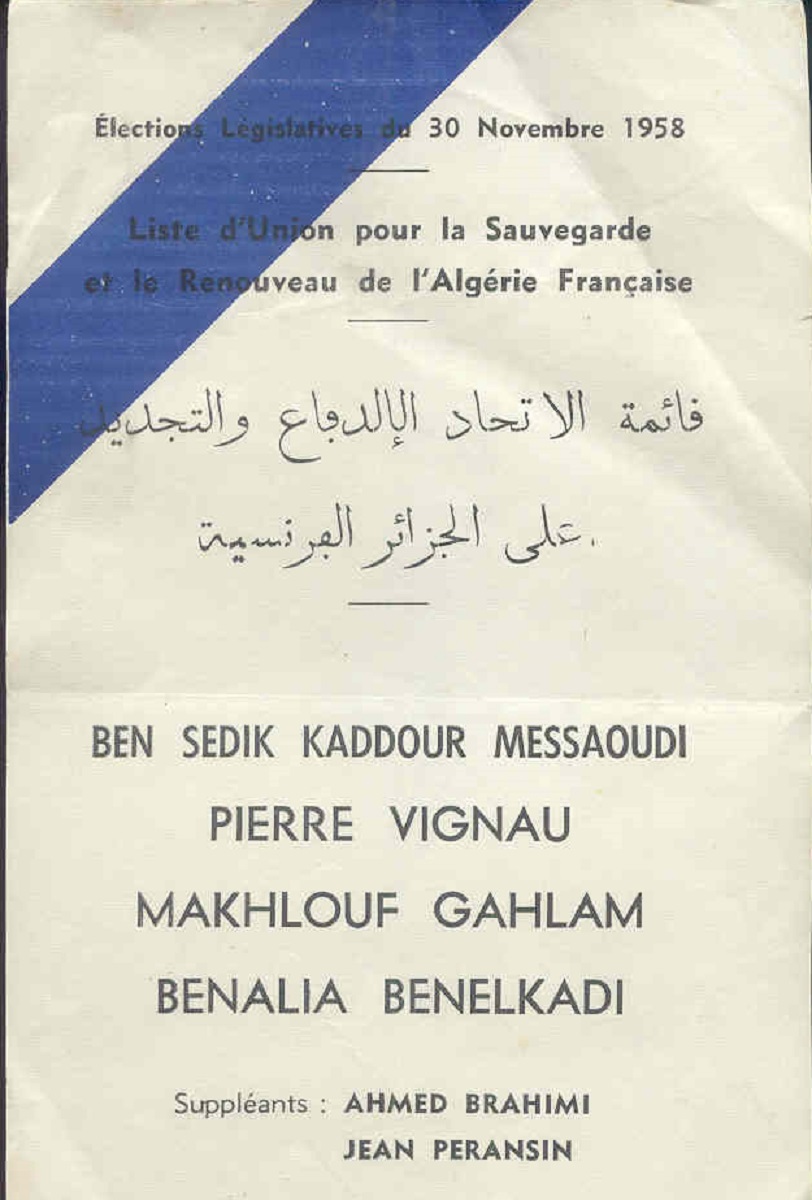 Élections Législatives du 30 Novembre 1958
Liste d'Union pour la Sauvegarde
et le Renouveau de l'Algérie Française
فائمة الاتحاد الإالدفاع والتجديد
على الجزائر الفرنسية.
BEN SEDIK KADDOUR MESSAOUDI
PIERRE VIGNAU
MAKHLOUF GAHLAM
BENALIA BENELKADI
Suppléants : AHMED BRAHIMI
JEAN PERANSIN